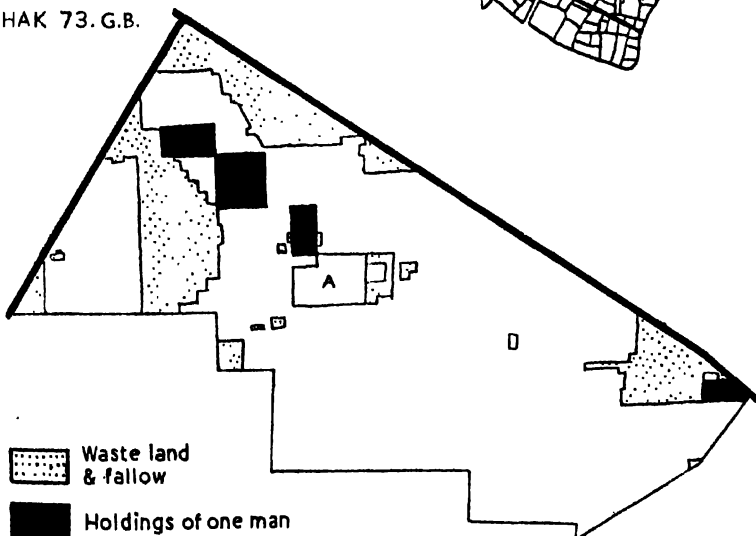 HAK 73. G.B.
A
Waste land
& fallow
Holdings of one man